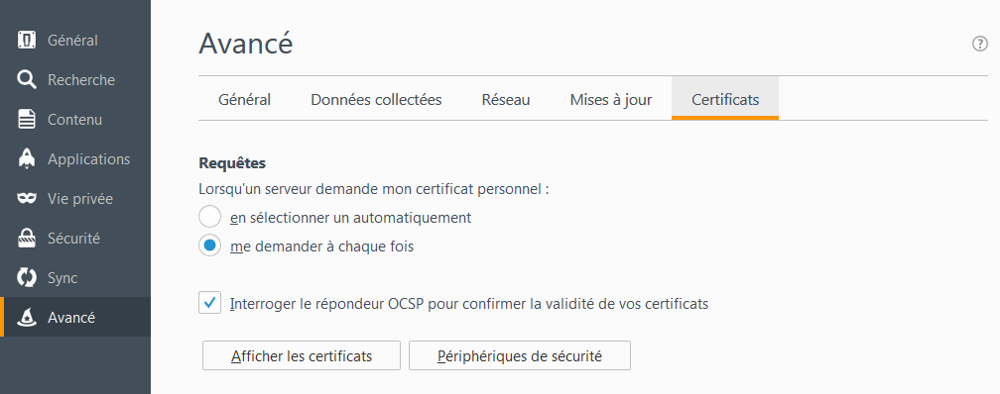 Général
Recherche
Contenu
Applications
Vie privée
Sécurité
Sync
Avancé
Avancé
?
Général Données collectées Réseau Mises à jour Certificats
Requêtes
Lorsqu'un serveur demande mon certificat personnel :
en sélectionner un automatiquement
me demander à chaque fois
Interroger le répondeur OCSP pour confirmer la validité de vos certificats
Afficher les certificats Périphériques de sécurité